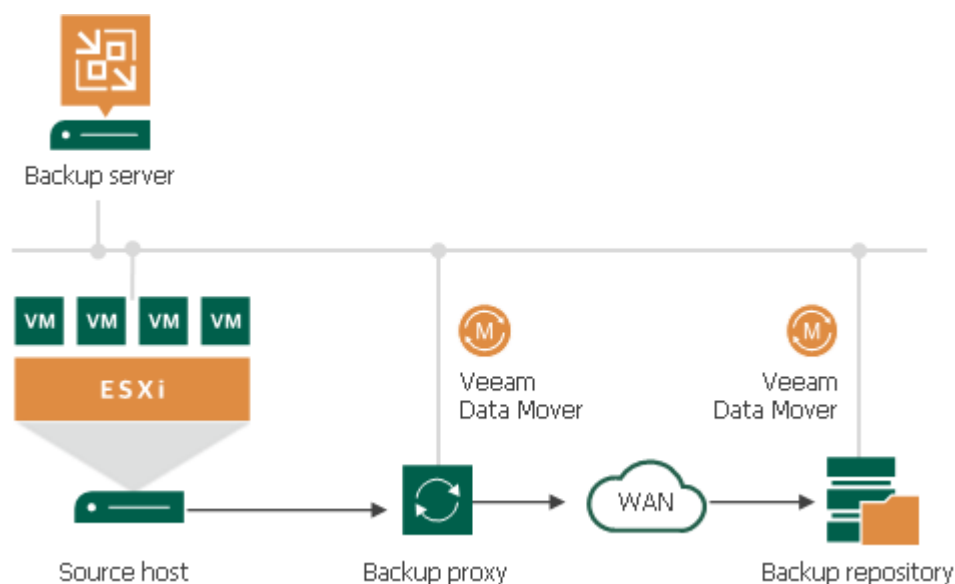 Backup server
VM VM VM VM
ESXi
M
Veeam
Data Mover
M
Veeam
Data Mover
WAN
Source host
Backup proxy
Backup repository